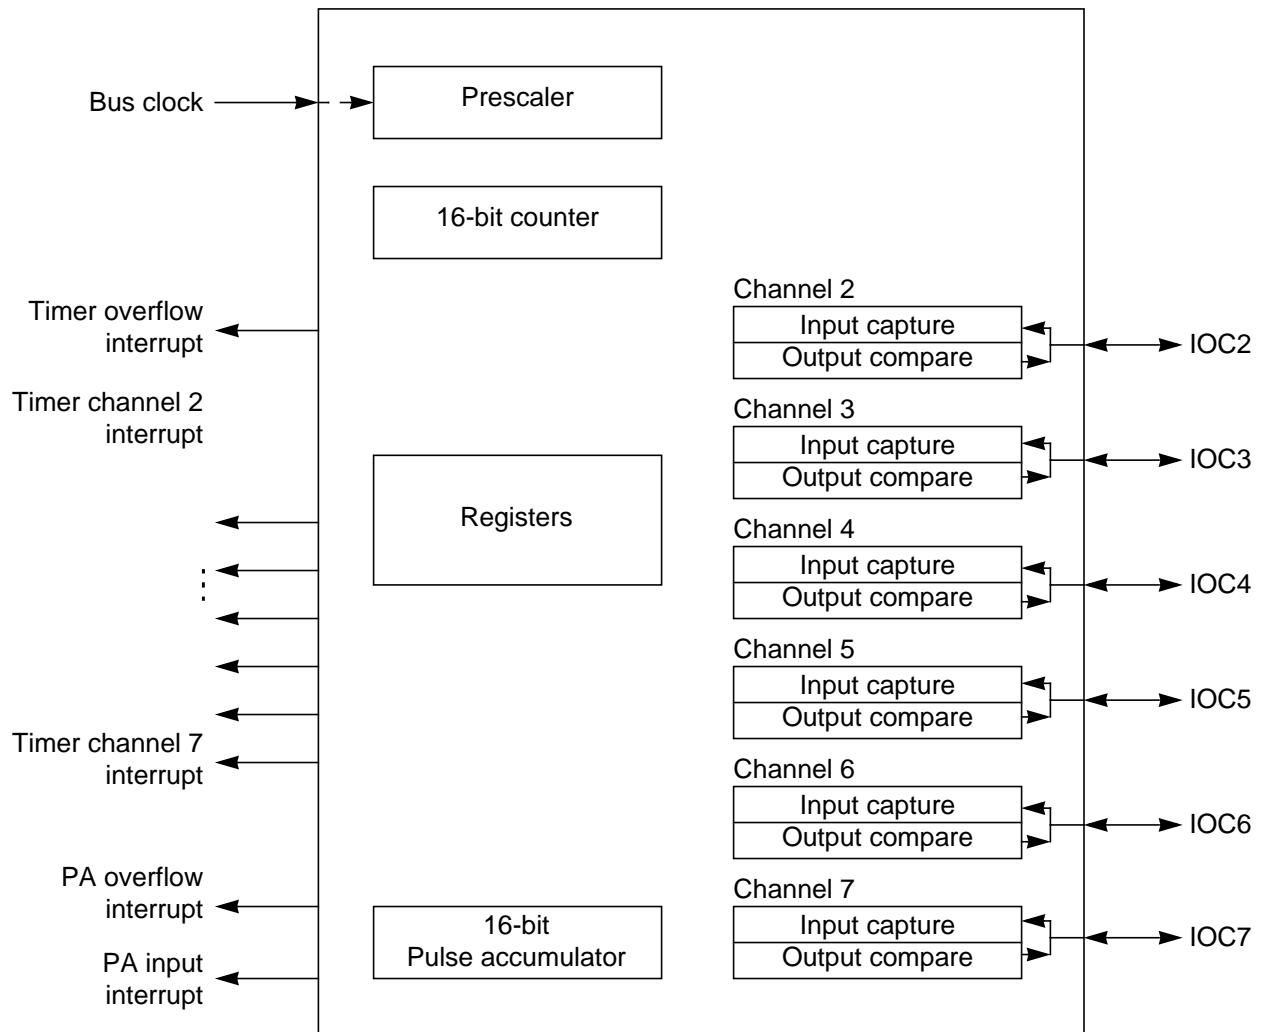 Bus clock
Prescaler
16-bit counter
Timer overflow
interrupt
Timer channel 2
interrupt
Registers
Timer channel 7
interrupt
PA overflow
interrupt
PA input
interrupt
16-bit
Pulse accumulator
Channel 2
Input capture
Output compare
IOC2
Channel 3
Input capture
Output compare
IOC3
Channel 4
Input capture
Output compare
IOC4
Channel 5
Input capture
Output compare
IOC5
Channel 6
Input capture
Output compare
IOC6
Channel 7
Input capture
Output compare
IOC7